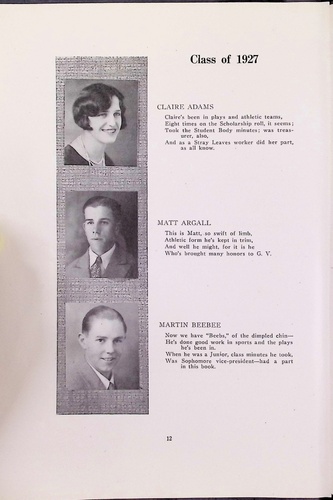 Class of 1927
CLAIRE ADAMS
Claire's been in plays and athletic teams,
Eight times on the Scholarship roll, it seems;
Took the Student Body minutes; was treas-
urer, also,
And as a Stray Leaves worker did her part,
as all know.
MATT ARGALL
This is Matt, so swift of limb,
Athletic form he's kept in trim,
And well he might, for it is he
Who's brought many honors to G. V.
MARTIN BEEBEE
Now we have "Beebs," of the dimpled chin—
He's done good work in sports and the plays
he's been in.
When he was a Junior, class minutes he took,
Was Sophomore vice-president—had a part
in this book.
12